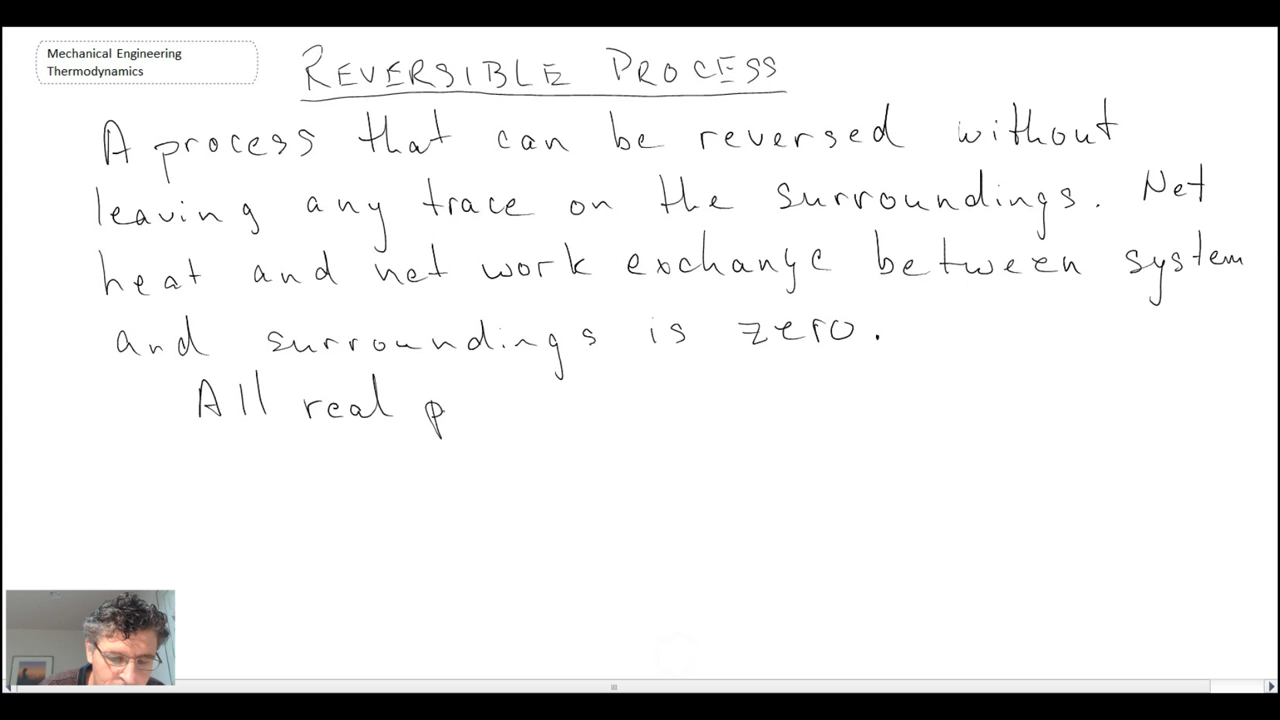 Mechanical Engineering
Thermodynamics
REVERSIBLE PROCESS
A process that can be reversed without
leaving any trace on the surroundings. Net
heat and net work exchange between system
and surroundings is zero.
All real p